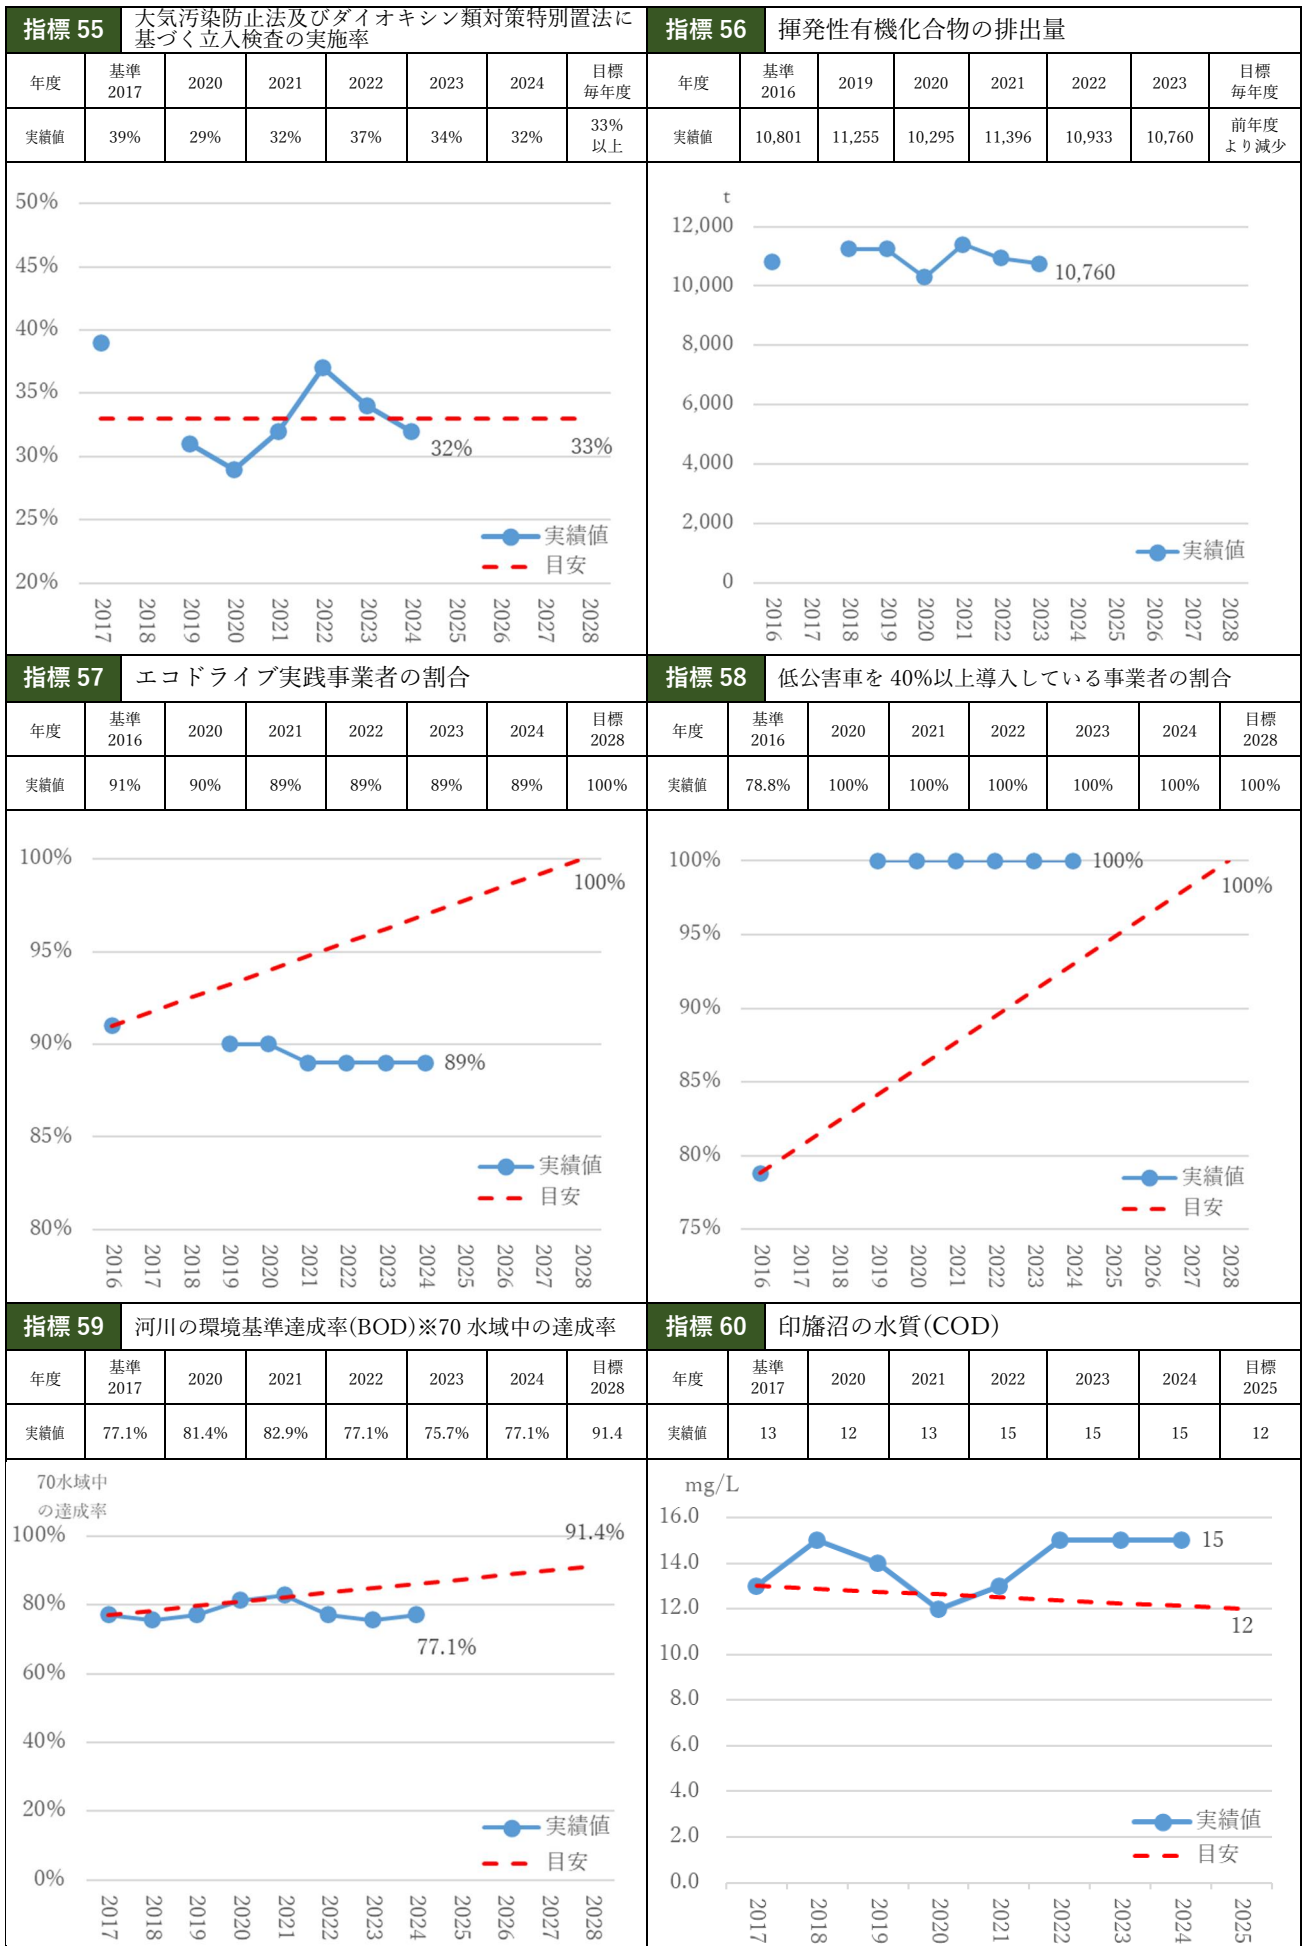 指標 55
大気汚染防止法及びダイオキシン類対策特別置法に
基づく立入検査の実施率
年度 基準 2017 2020 2021 2022 2023 2024 目標 毎年度
実績値 39% 29% 32% 37% 34% 32% 33% 以上
50%
45%
40%
35%
30%
25%
20%
32%
33%
実績値
目安
2017 2018 2019 2020 2021 2022 2023 2024 2025 2026 2027 2028
指標 56
揮発性有機化合物の排出量
年度 基準 2016 2019 2020 2021 2022 2023 目標 毎年度
実績値 10,801 11,255 10,295 11,396 10,933 10,760 前年度 より減少
t
12,000
10,000
8,000
6,000
4,000
2,000
0
10,760
実績値
2016 2017 2018 2019 2020 2021 2022 2023 2024 2025 2026 2027 2028
指標 57
エコドライブ実践事業者の割合
年度 基準 2016 2020 2021 2022 2023 2024 目標 2028
実績値 91% 90% 89% 89% 89% 89% 100%
100%
95%
90%
85%
80%
100%
89%
実績値
目安
2016 2017 2018 2019 2020 2021 2022 2023 2024 2025 2026 2027 2028
指標 58
低公害車を 40%以上導入している事業者の割合
年度 基準 2016 2020 2021 2022 2023 2024 目標 2028
実績値 78.8% 100% 100% 100% 100% 100% 100%
100%
95%
90%
85%
80%
75%
100%
100%
実績値
目安
2016 2017 2018 2019 2020 2021 2022 2023 2024 2025 2026 2027 2028
指標 59
河川の環境基準達成率(BOD)※70 水域中の達成率
年度 基準 2017 2020 2021 2022 2023 2024 目標 2028
実績値 77.1% 81.4% 82.9% 77.1% 75.7% 77.1% 91.4
70水域中
の達成率
100%
80%
60%
40%
20%
0%
91.4%
77.1%
実績値
目安
2017 2018 2019 2020 2021 2022 2023 2024 2025 2026 2027 2028
指標 60
印旛沼の水質(COD)
年度 基準 2017 2020 2021 2022 2023 2024 目標 2025
実績値 13 12 13 15 15 15 12
mg/L
16.0
14.0
12.0
10.0
8.0
6.0
4.0
2.0
0.0
15
12
実績値
目安
2017 2018 2019 2020 2021 2022 2023 2024 2025